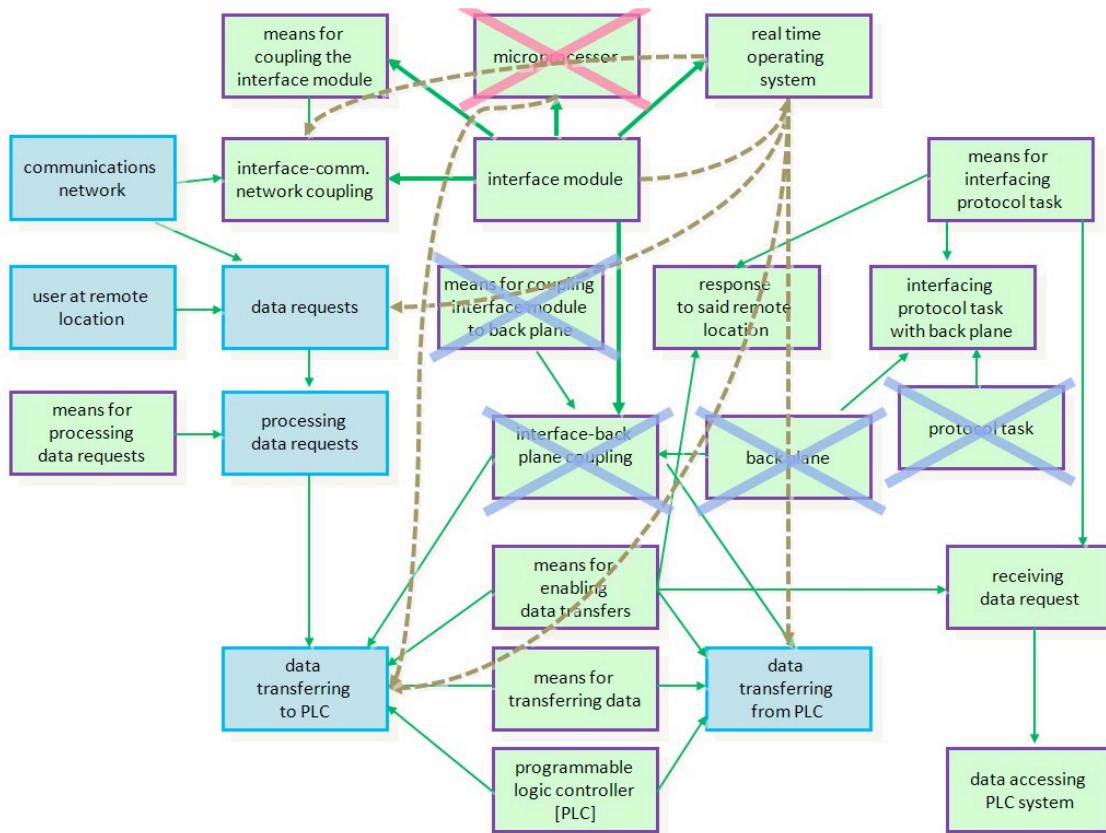 means for
coupling the
interface module
microprocessor
real time
operating
system
communications
network
interface-comm.
network coupling
interface module
means for
interfacing
protocol task
user at remote
location
data requests
means for coupling
interface module
to back plane
response
to said remote
location
interfacing
protocol task
with back plane
means for
processing
data requests
processing
data requests
interface-back
plane coupling
back plane
protocol task
means for
enabling
data transfers
receiving
data request
data
transferring
to PLC
means for
transferring data
data
transferring
from PLC
programmable
logic controller
[PLC]
data accessing
PLC system